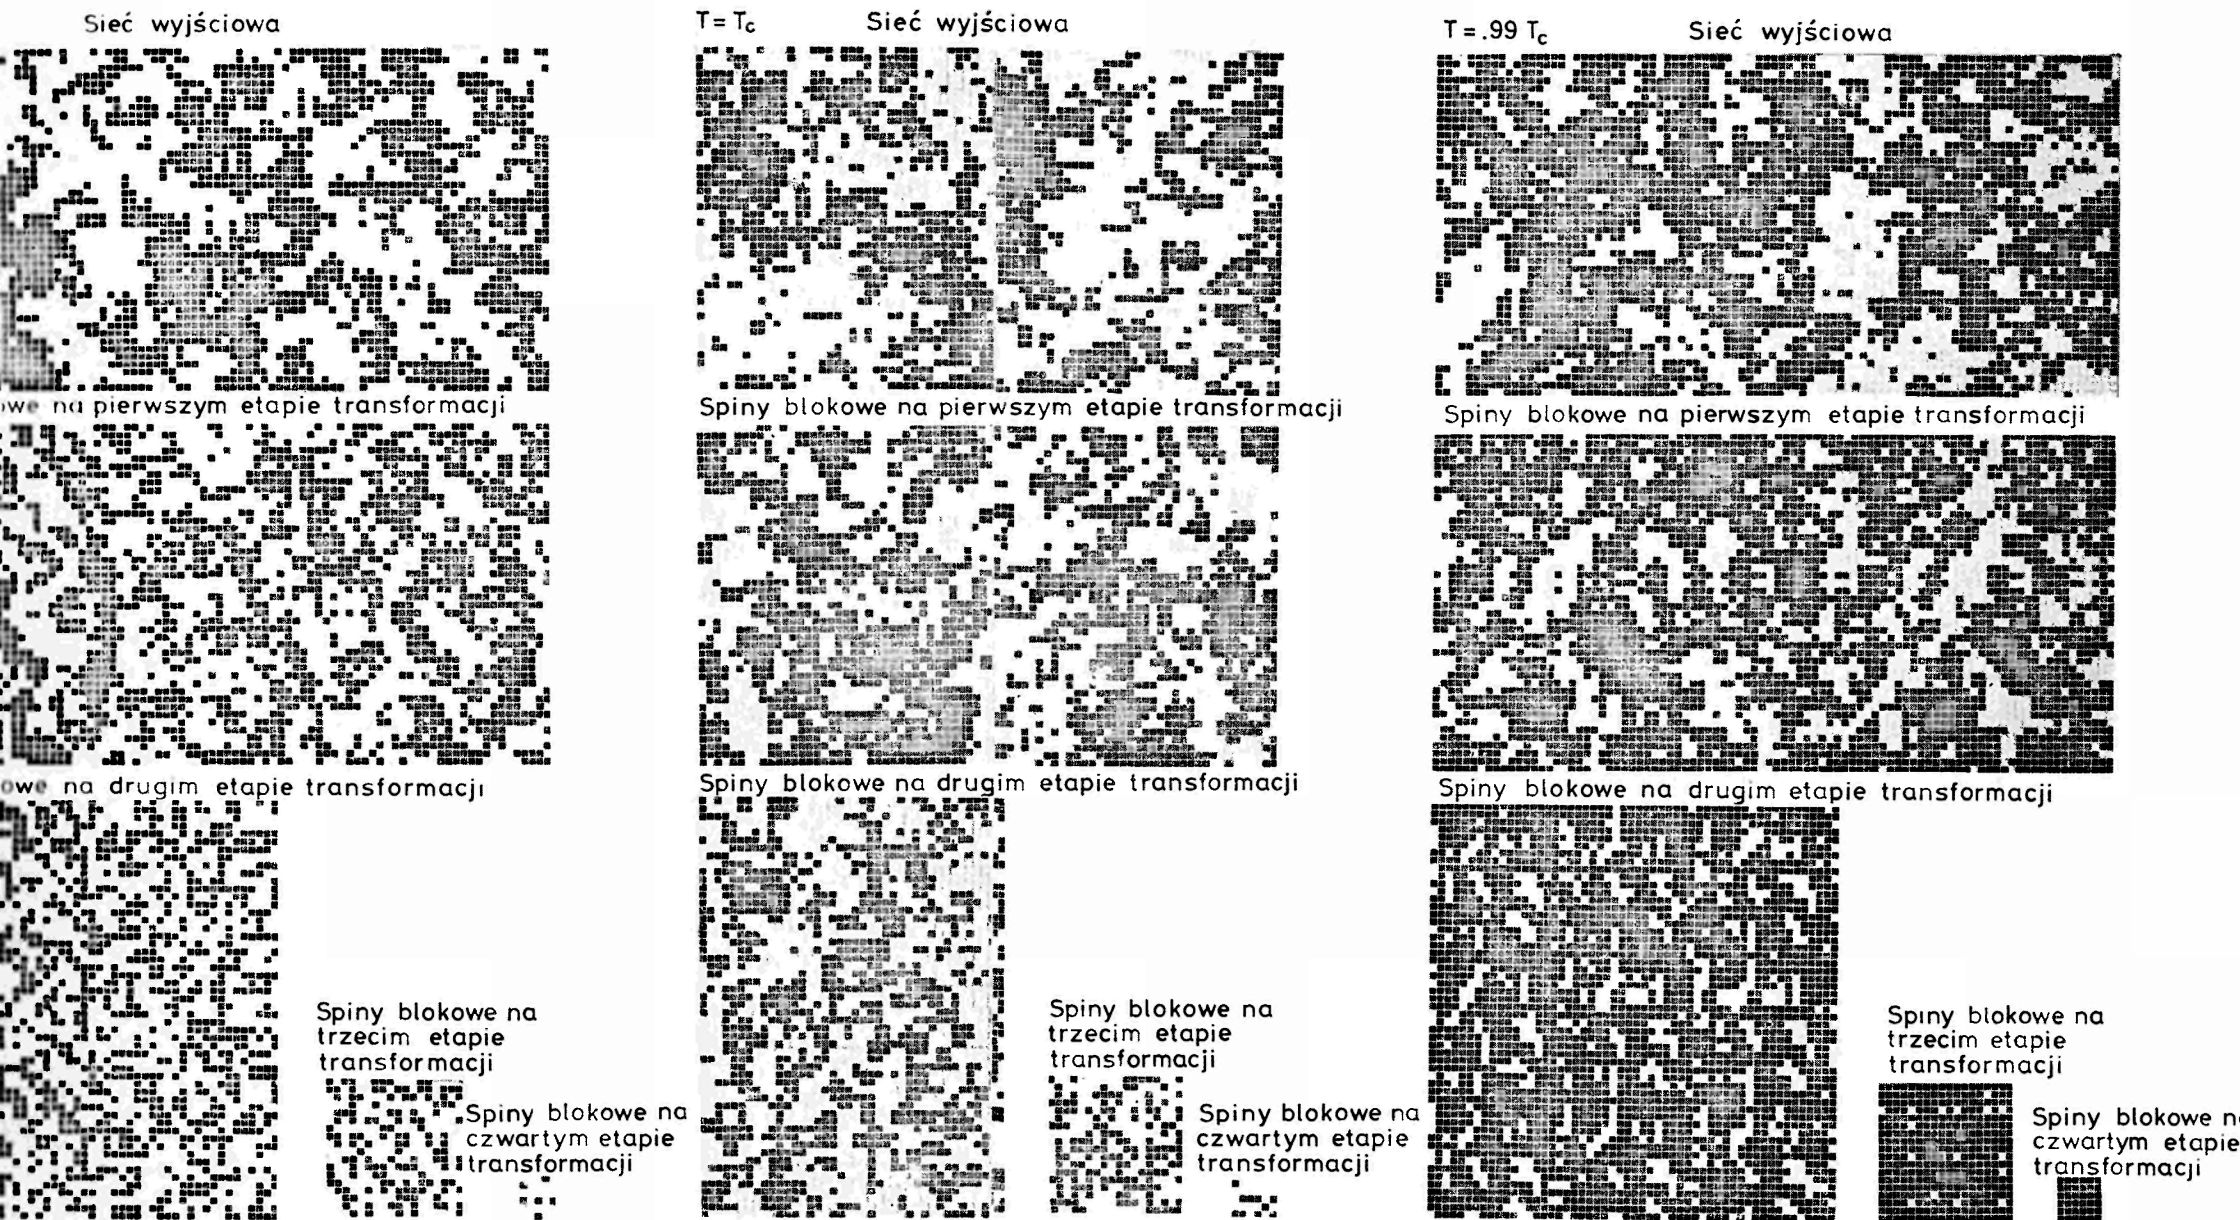 Sieć wyjściowa
na pierwszym etapie transformacji
na drugim etapie transformacji
Spiny blokowe na
trzecim etapie
transformacji
Spiny blokowe na
czwartym etapie
transformacji
T = Tc Sieć wyjściowa
Spiny blokowe na pierwszym etapie transformacji
Spiny blokowe na drugim etapie transformacji
Spiny blokowe na
trzecim etapie
transformacji
Spiny blokowe na
czwartym etapie
transformacji
T = .99 Tc Sieć wyjściowa
Spiny blokowe na pierwszym etapie transformacji
Spiny blokowe na drugim etapie transformacji
Spiny blokowe na
trzecim etapie
transformacji
Spiny blokowe
czwartym etapie
transformacji